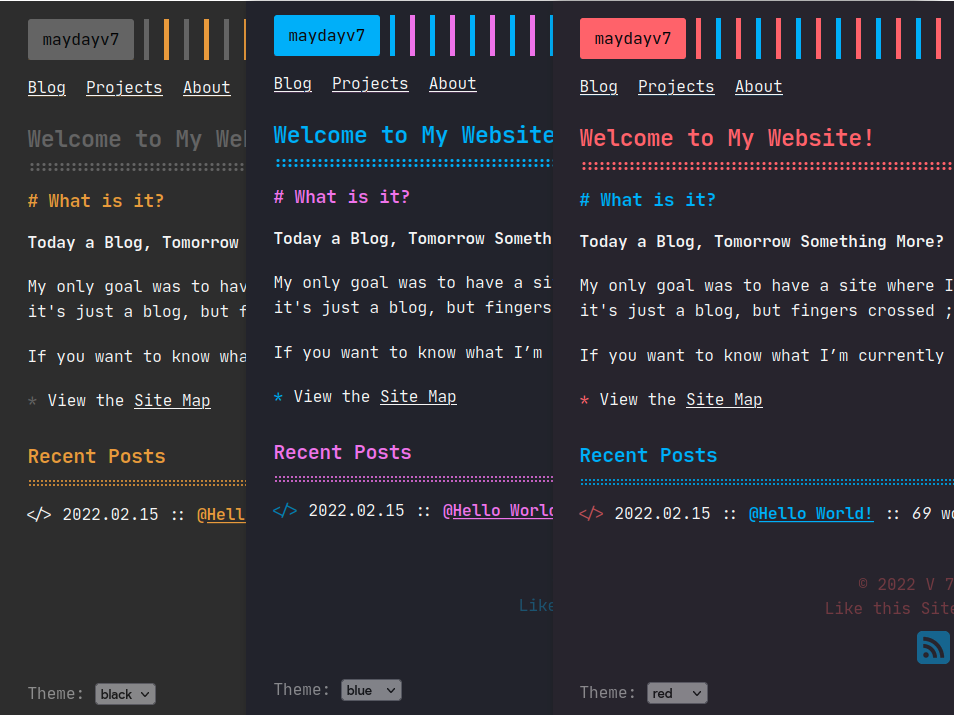 maydayv7
Blog Projects About
Welcome to My Wel
# What is it?
Today a Blog, Tomorrow
My only goal was to hav
it's just a blog, but f
If you want to know wha
* View the Site Map
Recent Posts
</> 2022.02.15 :: @Hell
Theme: black
maydayv7
Blog Projects About
Welcome to My Website
# What is it?
Today a Blog, Tomorrow Someth
My only goal was to have a si
it's just a blog, but fingers
If you want to know what I’m
* View the Site Map
Recent Posts
</> 2022.02.15 :: @Hello World
Like
Theme: blue
maydayv7
Blog Projects About
Welcome to My Website!
# What is it?
Today a Blog, Tomorrow Something More?
My only goal was to have a site where I
it's just a blog, but fingers crossed ;
If you want to know what I’m currently
* View the Site Map
Recent Posts
</> 2022.02.15 :: @Hello World! :: 69 wo
© 2022 V 7
Like this Site
Theme: red